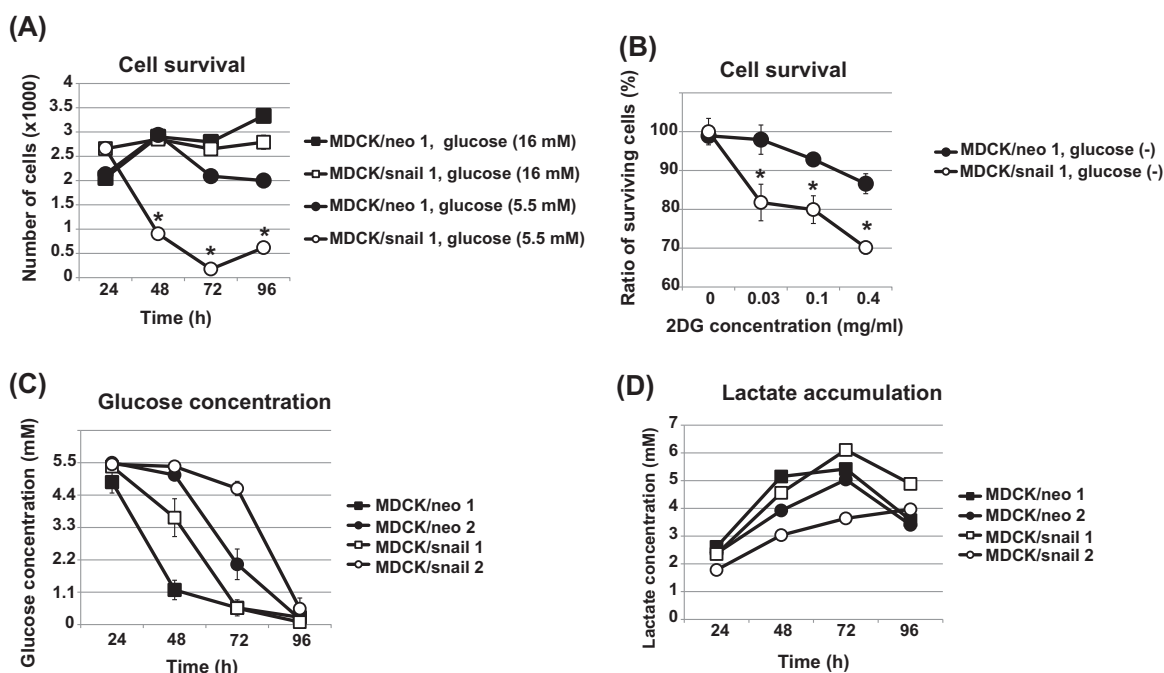 (A)
Cell survival
Number of cells (x1000)
4
3.5
3
2.5
2
1.5
1
0.5
0
* * *
24 48 72 96
Time (h)
MDCK/neo 1, glucose (16 mM)
MDCK/snail 1, glucose (16 mM)
MDCK/neo 1, glucose (5.5 mM)
MDCK/snail 1, glucose (5.5 mM)
(B)
Cell survival
Ratio of surviving cells (%)
100
90
80
70
60
* * *
0 0.03 0.1 0.4
2DG concentration (mg/ml)
MDCK/neo 1, glucose (-)
MDCK/snail 1, glucose (-)
(C)
Glucose concentration
Glucose concentration (mM)
5.5
4.4
3.3
2.2
1.1
0
24 48 72 96
Time (h)
MDCK/neo 1
MDCK/neo 2
MDCK/snail 1
MDCK/snail 2
(D)
Lactate accumulation
Lactate concentration (mM)
7
6
5
4
3
2
1
0
24 48 72 96
Time (h)
MDCK/neo 1
MDCK/neo 2
MDCK/snail 1
MDCK/snail 2